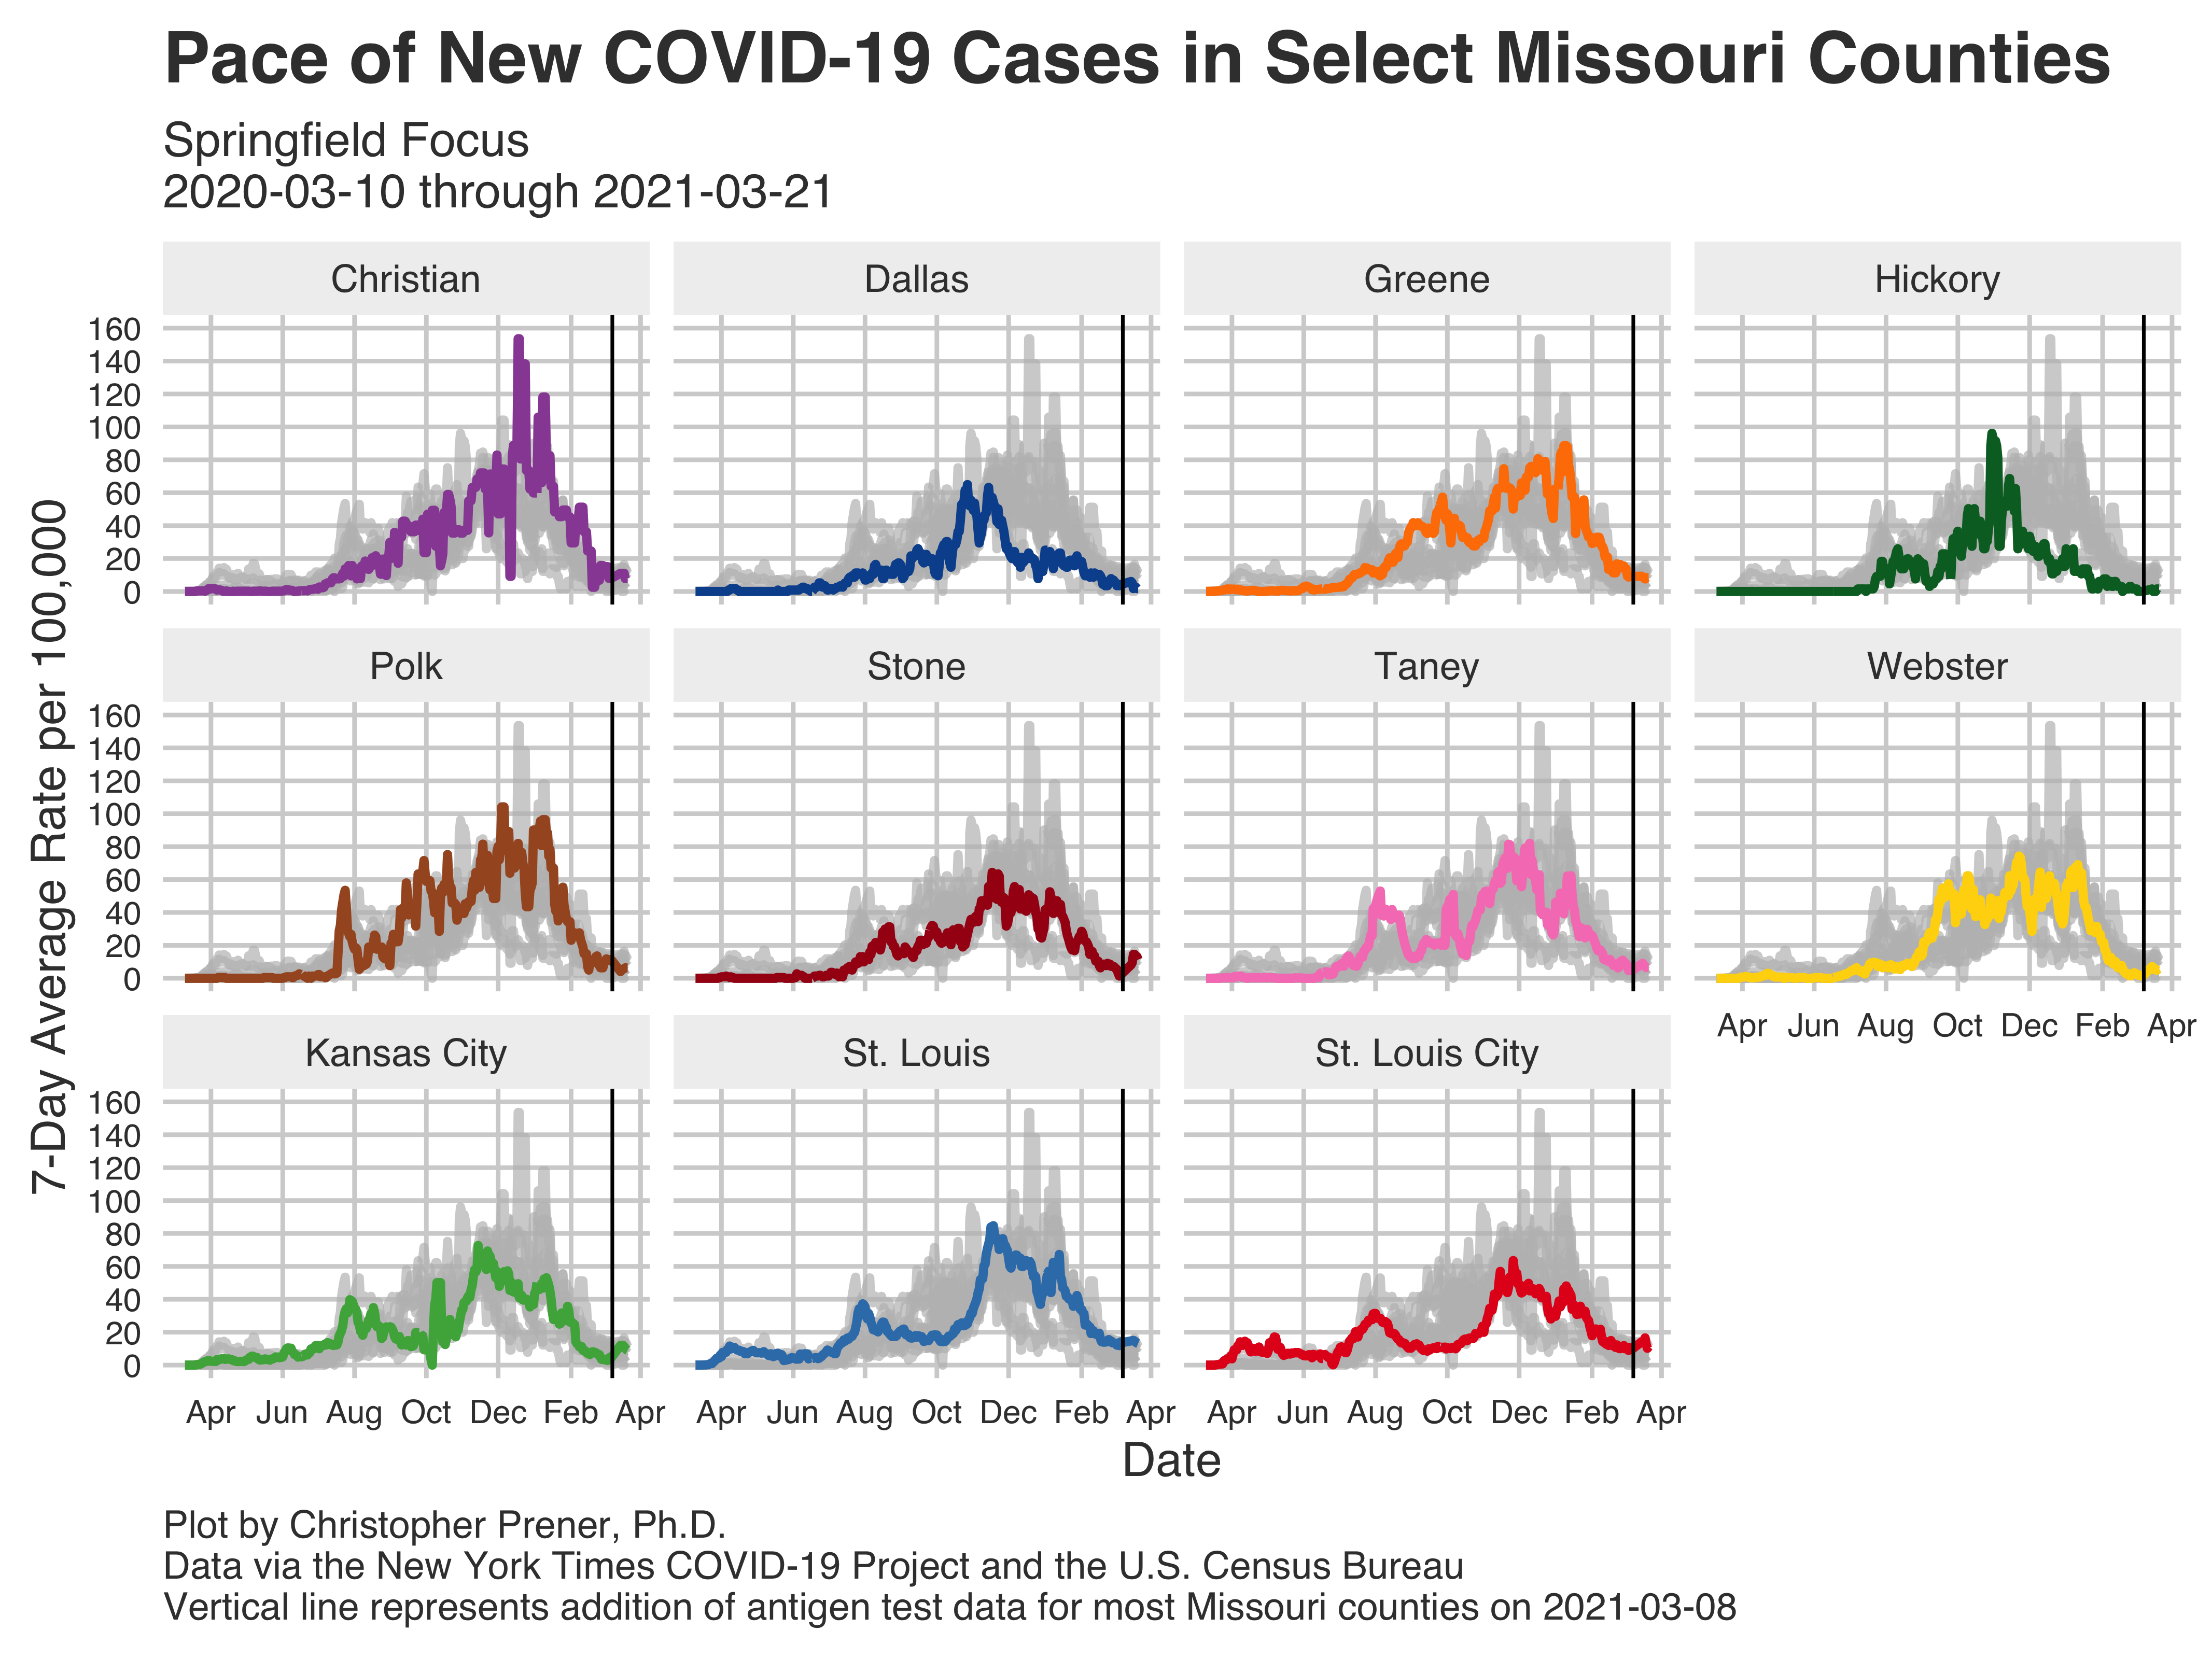 Pace of New COVID-19 Cases in Select Missouri Counties
Springfield Focus
2020-03-10 through 2021-03-21
7-Day Average Rate per 100,000
Christian
Dallas
Greene
Hickory
160
140
120
100
80
60
40
20
0
Polk
Stone
Taney
Webster
160
140
120
100
80
60
40
20
0
Apr Jun Aug Oct Dec Feb Apr
Kansas City
St. Louis
St. Louis City
160
140
120
100
80
60
40
20
0
Apr Jun Aug Oct Dec Feb Apr
Apr Jun Aug Oct Dec Feb Apr
Apr Jun Aug Oct Dec Feb Apr
Date
Plot by Christopher Prener, Ph.D.
Data via the New York Times COVID-19 Project and the U.S. Census Bureau
Vertical line represents addition of antigen test data for most Missouri counties on 2021-03-08